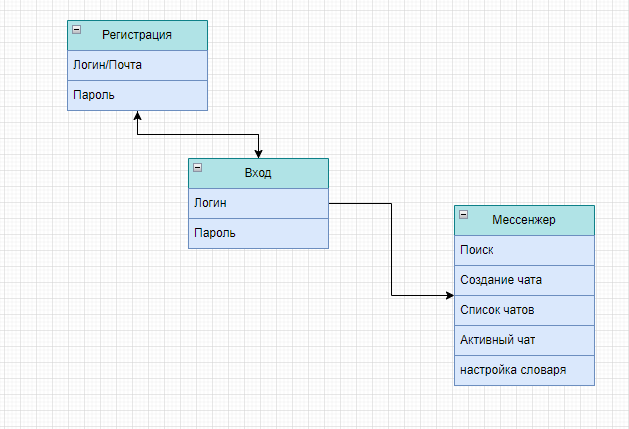 Регистрация
Логин/Почта
Пароль
Вход
Логин
Пароль
Мессенжер
Поиск
Создание чата
Список чатов
Активный чат
настройка словаря